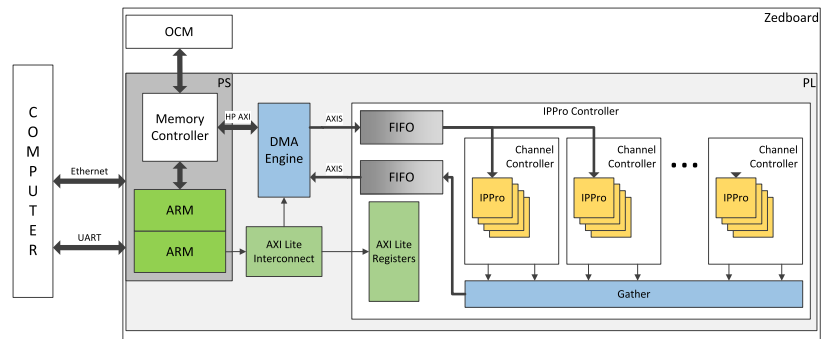 Zedboard
OCM
PS
PL
COMPUTER
Ethernet
UART
Memory
Controller
HP AXI
DMA
Engine
AXIS
AXIS
ARM
ARM
AXI Lite
Interconnect
IPPro Controller
FIFO
FIFO
AXI Lite
Registers
Channel
Controller
IPPro
Channel
Controller
IPPro
Channel
Controller
IPPro
Gather